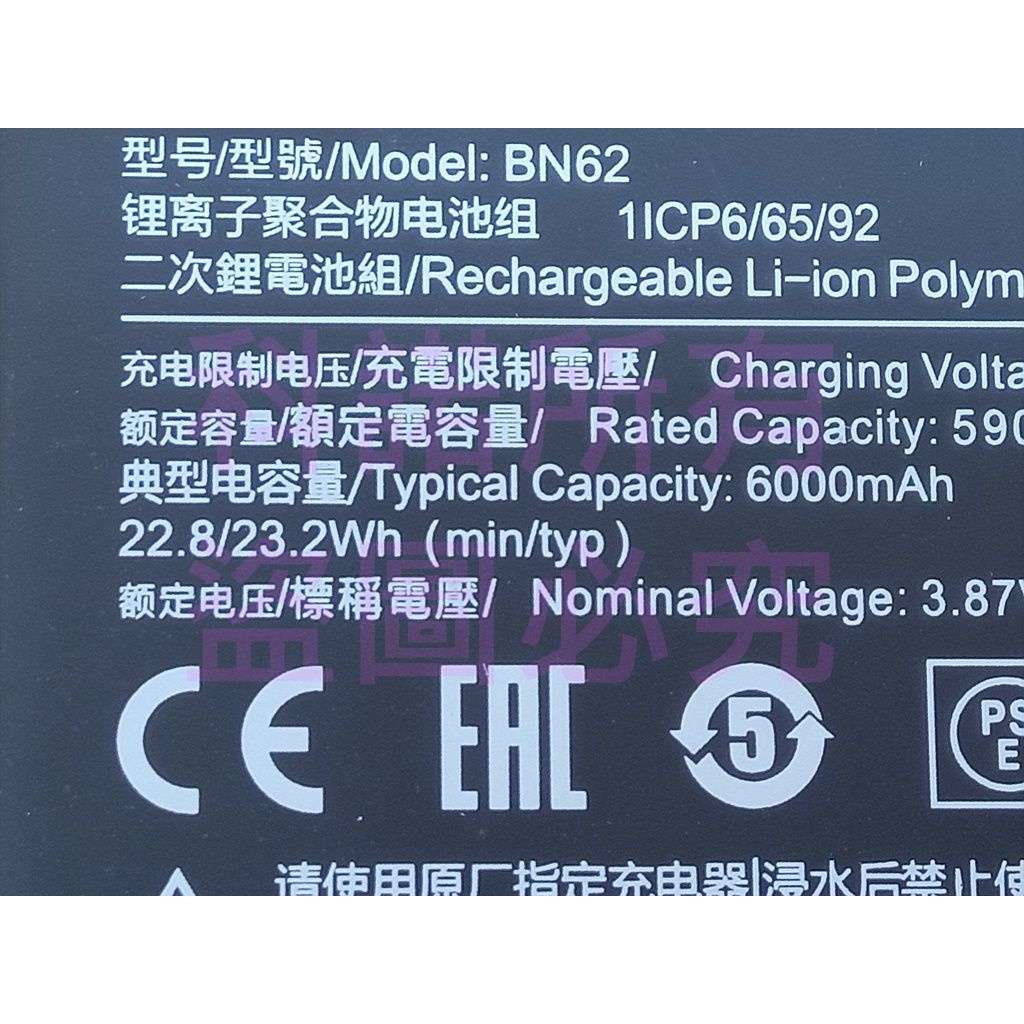 型号/型號/Model: BN62
锂离子聚合物电池组 1ICP6/65/92
二次鋰電池組/Rechargeable Li-ion Polym
充电限制电压/充電限制電壓/ Charging Volta
额定容量/額定電容量/ Rated Capacity: 590
典型电容量/Typical Capacity: 6000mAh
22.8/23.2Wh (min/typ)
额定电压/標稱電壓/ Nominal Voltage: 3.87V
科諾所有
盜圖必究
CE EAC 5 PS
E
请使用原厂指定充电器|浸水后禁止使